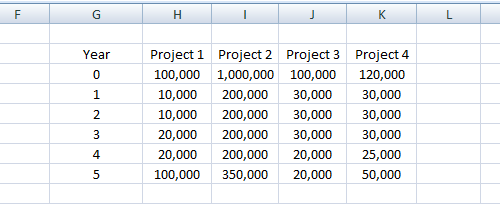 F G H I J K L
Year Project 1 Project 2 Project 3 Project 4
0 100,000 1,000,000 100,000 120,000
1 10,000 200,000 30,000 30,000
2 10,000 200,000 30,000 30,000
3 20,000 200,000 30,000 30,000
4 20,000 200,000 20,000 25,000
5 100,000 350,000 20,000 50,000